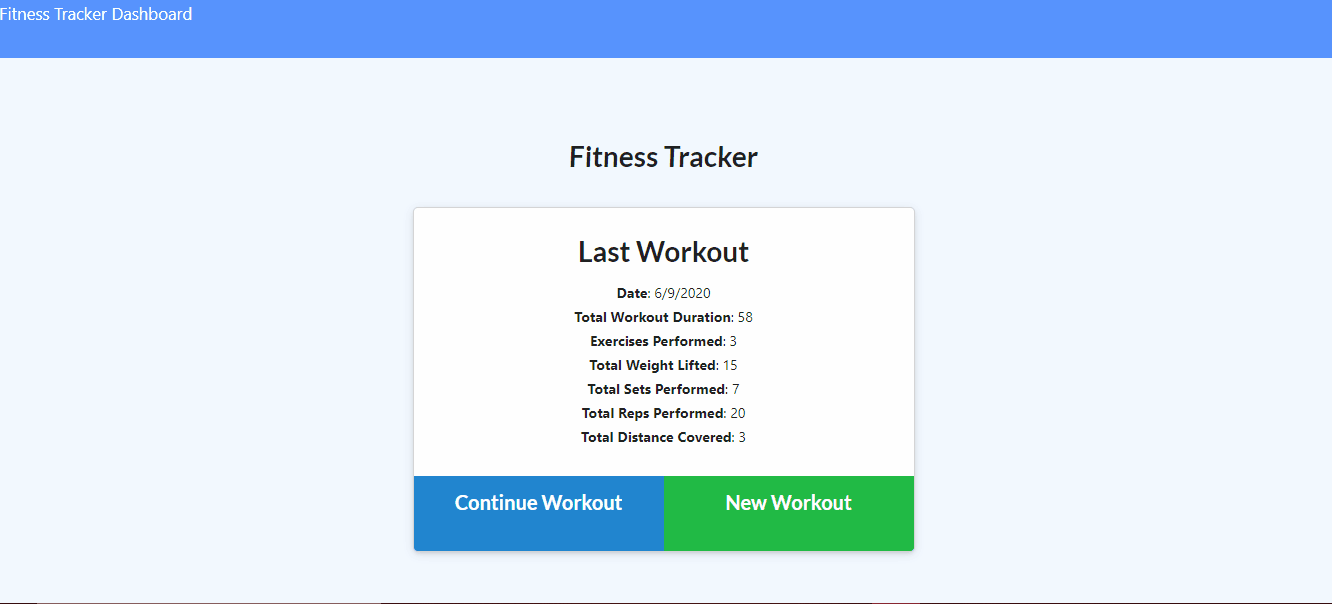 Fitness Tracker Dashboard
Fitness Tracker
Last Workout
Date: 6/9/2020
Total Workout Duration: 58
Exercises Performed: 3
Total Weight Lifted: 15
Total Sets Performed: 7
Total Reps Performed: 20
Total Distance Covered: 3
Continue Workout
New Workout